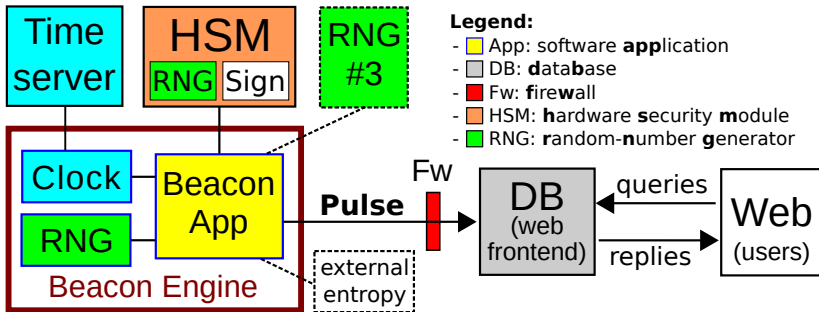 Time
server
HSM
RNG
Sign
RNG
#3
Legend:
- App: software application
- DB: database
- Fw: firewall
- HSM: hardware security module
- RNG: random-number generator
Clock
Beacon
App
RNG
Beacon Engine
external
entropy
Pulse
Fw
DB
(web
frontend)
queries
replies
Web
(users)